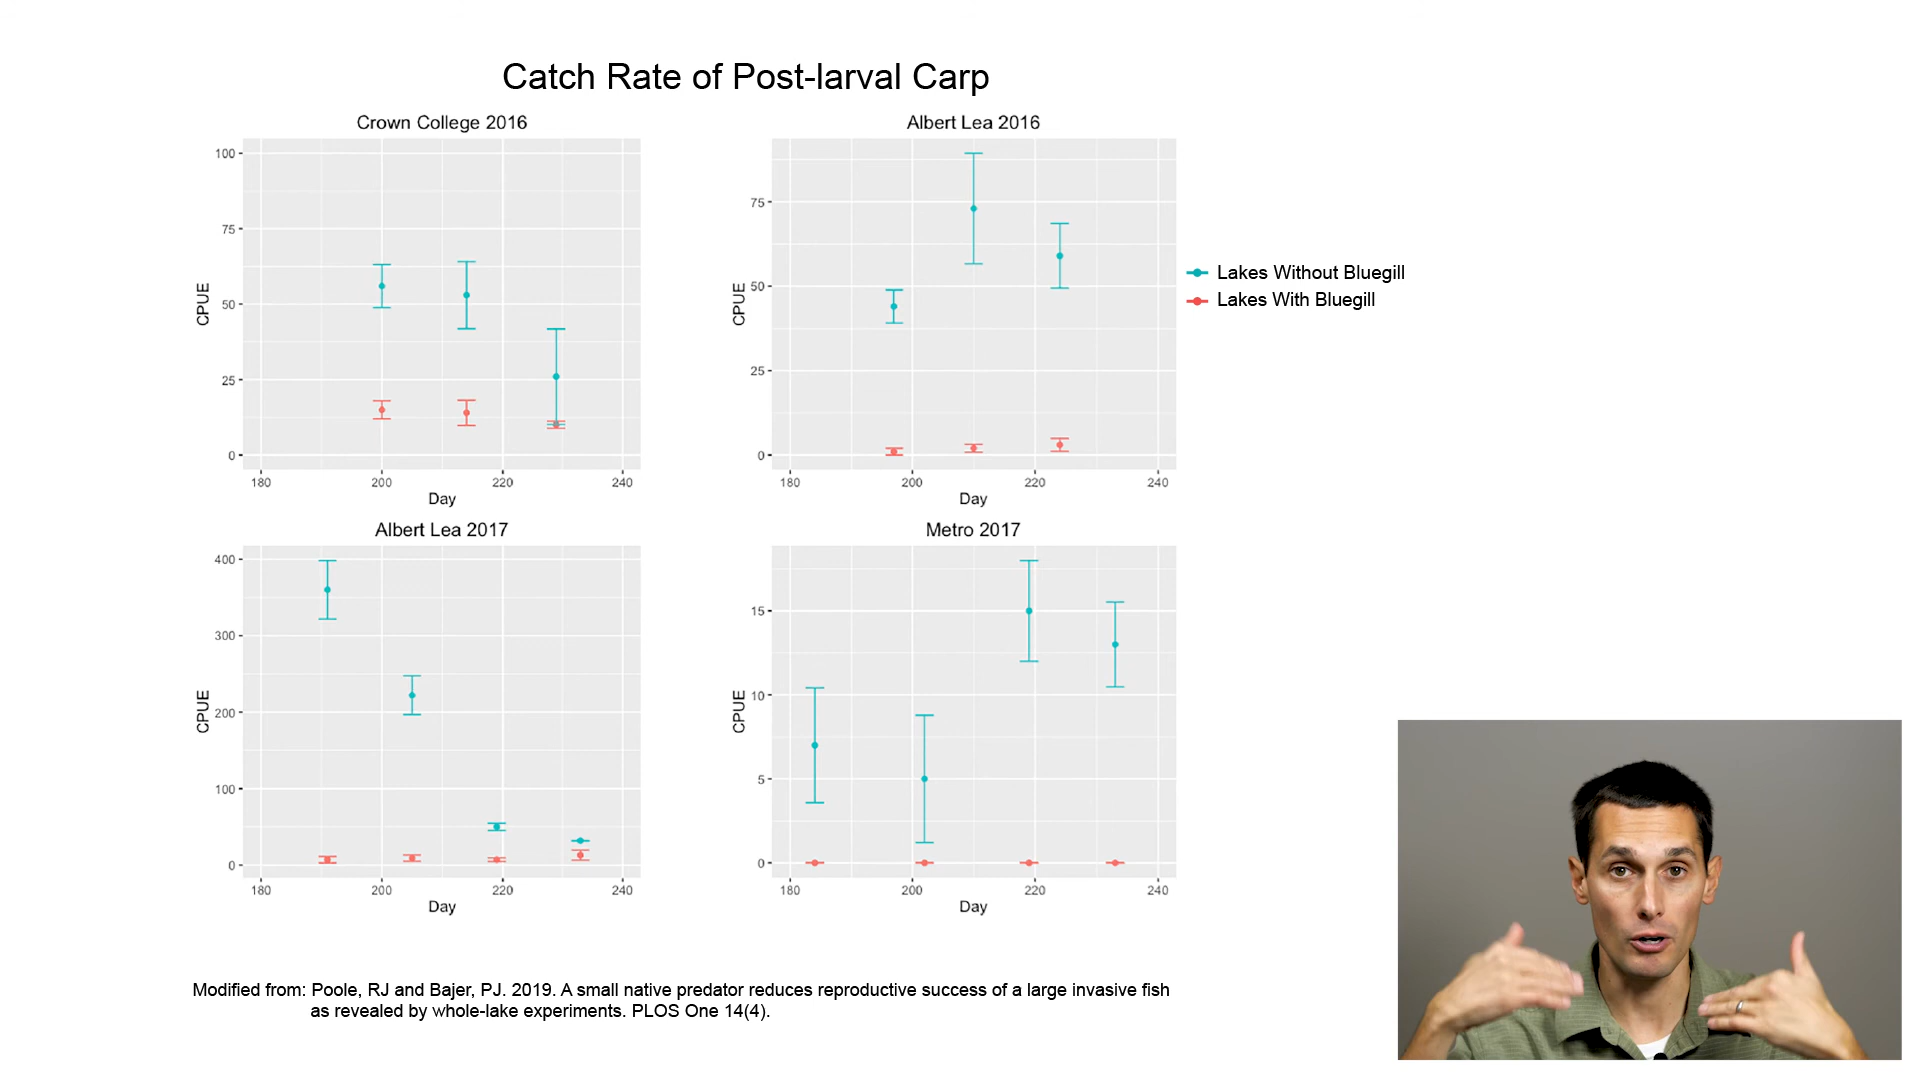 Catch Rate of Post-larval Carp
Crown College 2016
100
75
50
25
0
CPUE
180 200 220 240
Day
Albert Lea 2016
75
50
25
0
CPUE
180 200 220 240
Day
Lakes Without Bluegill
Lakes With Bluegill
Albert Lea 2017
400
300
200
100
0
CPUE
180 200 220 240
Day
Metro 2017
15
10
5
0
CPUE
180 200 220 240
Day
Modified from: Poole, RJ and Bajer, PJ. 2019. A small native predator reduces reproductive success of a large invasive fish
as revealed by whole-lake experiments. PLOS One 14(4).